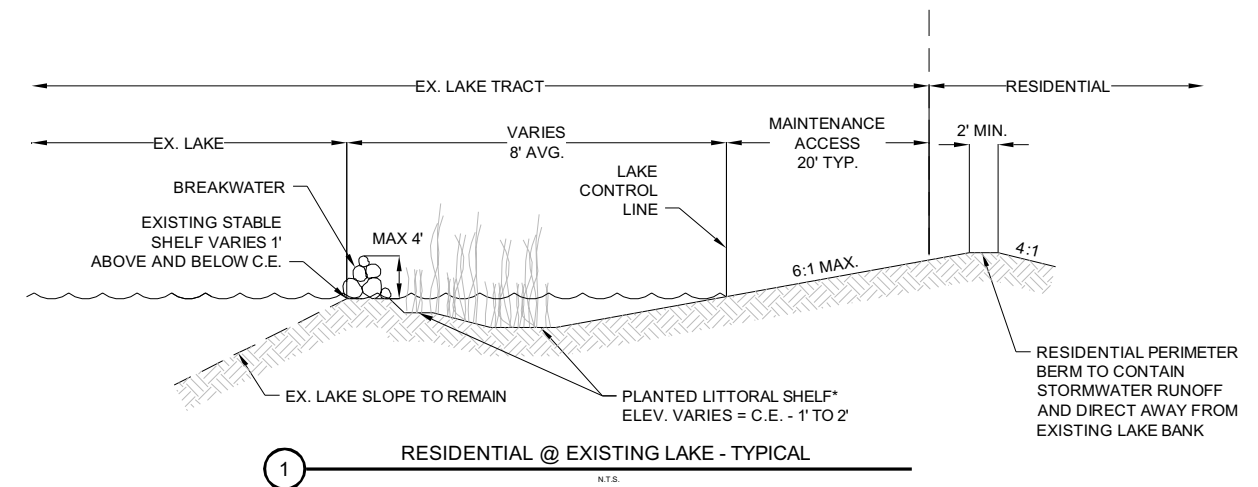 EX. LAKE TRACT
RESIDENTIAL
EX. LAKE
VARIES
8' AVG.
MAINTENANCE
ACCESS
20' TYP.
2' MIN.
BREAKWATER
LAKE
CONTROL
LINE
EXISTING STABLE
SHELF VARIES 1'
ABOVE AND BELOW C.E.
MAX 4'
6:1 MAX.
4:1
EX. LAKE SLOPE TO REMAIN
PLANTED LITTORAL SHELF*
ELEV. VARIES = C.E. - 1' TO 2'
RESIDENTIAL PERIMETER
BERM TO CONTAIN
STORMWATER RUNOFF
AND DIRECT AWAY FROM
EXISTING LAKE BANK
1
RESIDENTIAL @ EXISTING LAKE - TYPICAL
N.T.S.